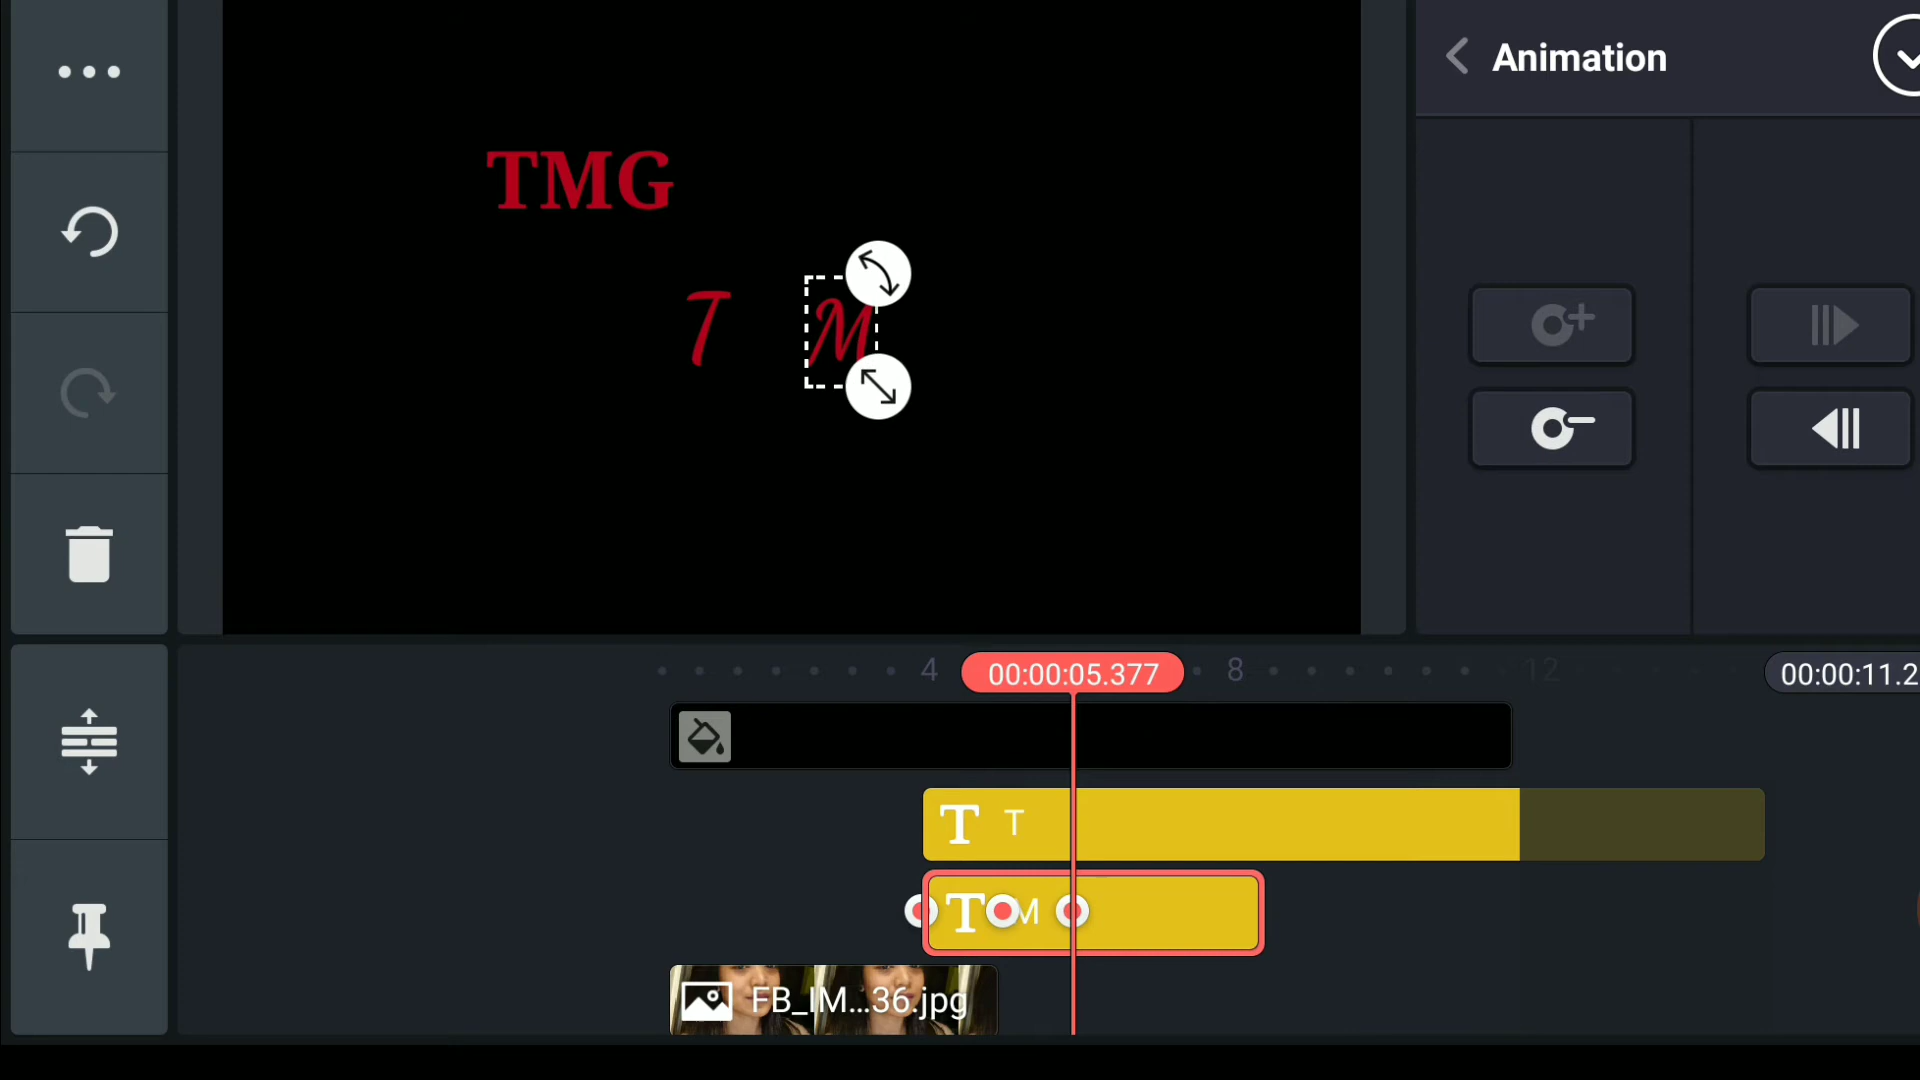 Animation
TMG
T M
4 00:00:05.377 8 12 00:00:11.2
T T
T M
FB_IM...36.jpg